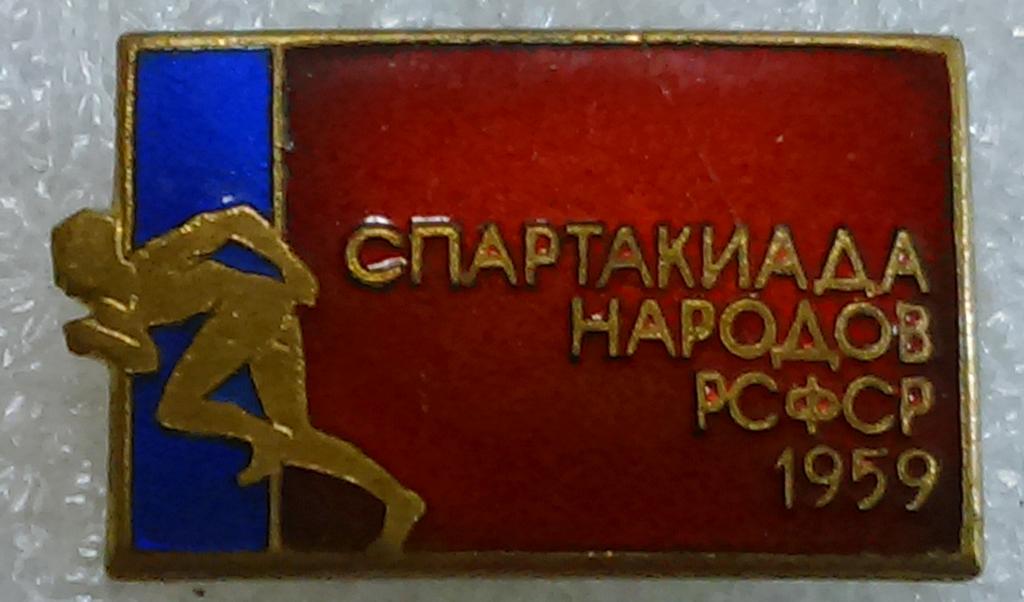 СПАРТАКИАДА
НАРОДОВ
РСФСР
1959